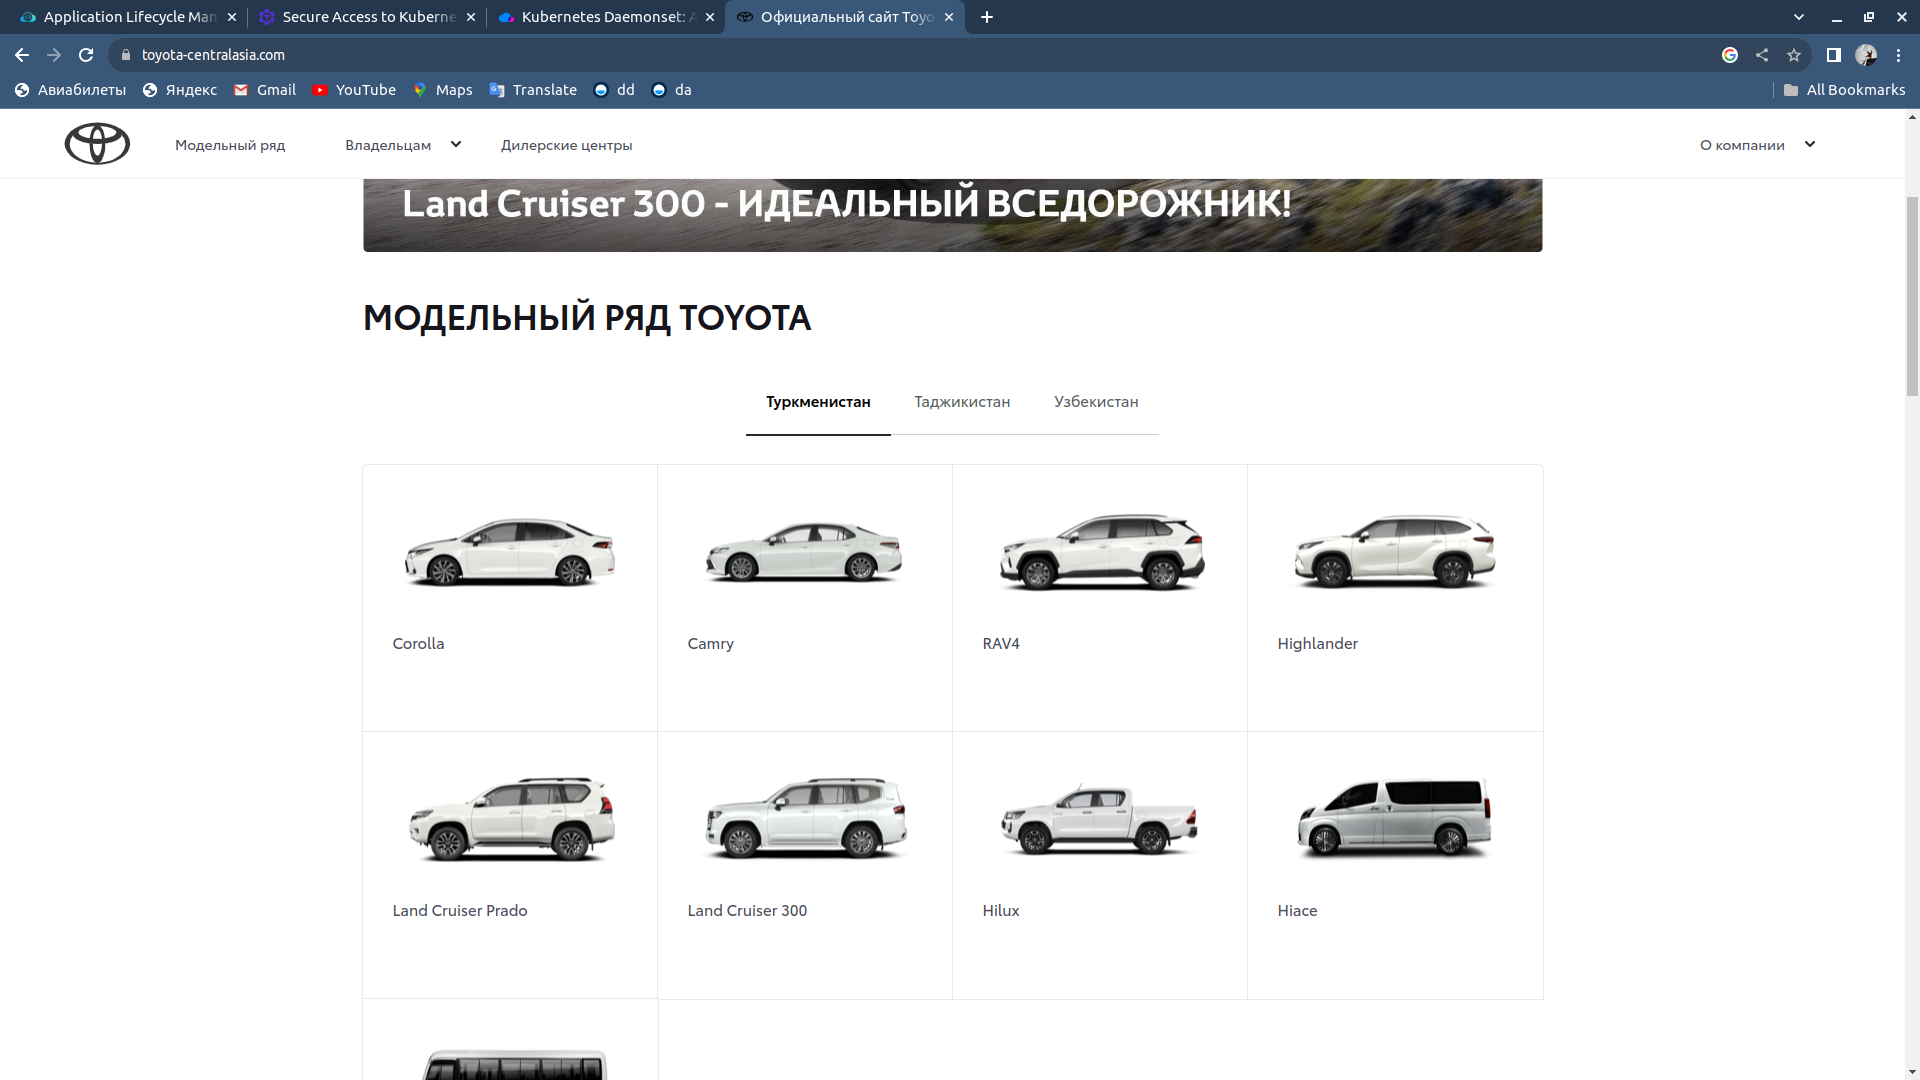 Application Lifecycle Man
Secure Access to Kuberne
Kubernetes Daemonset: A
Официальный сайт Toyo
toyota-centralasia.com
Авиабилеты
Яндекс
Gmail
YouTube
Maps
Translate
dd
da
All Bookmarks
Модельный ряд
Владельцам
Дилерские центры
О компании
Land Cruiser 300 - ИДЕАЛЬНЫЙ ВСЕДОРОЖНИК!
МОДЕЛЬНЫЙ РЯД TOYOTA
Туркменистан
Таджикистан
Узбекистан
Corolla
Camry
RAV4
Highlander
Land Cruiser Prado
Land Cruiser 300
Hilux
Hiace